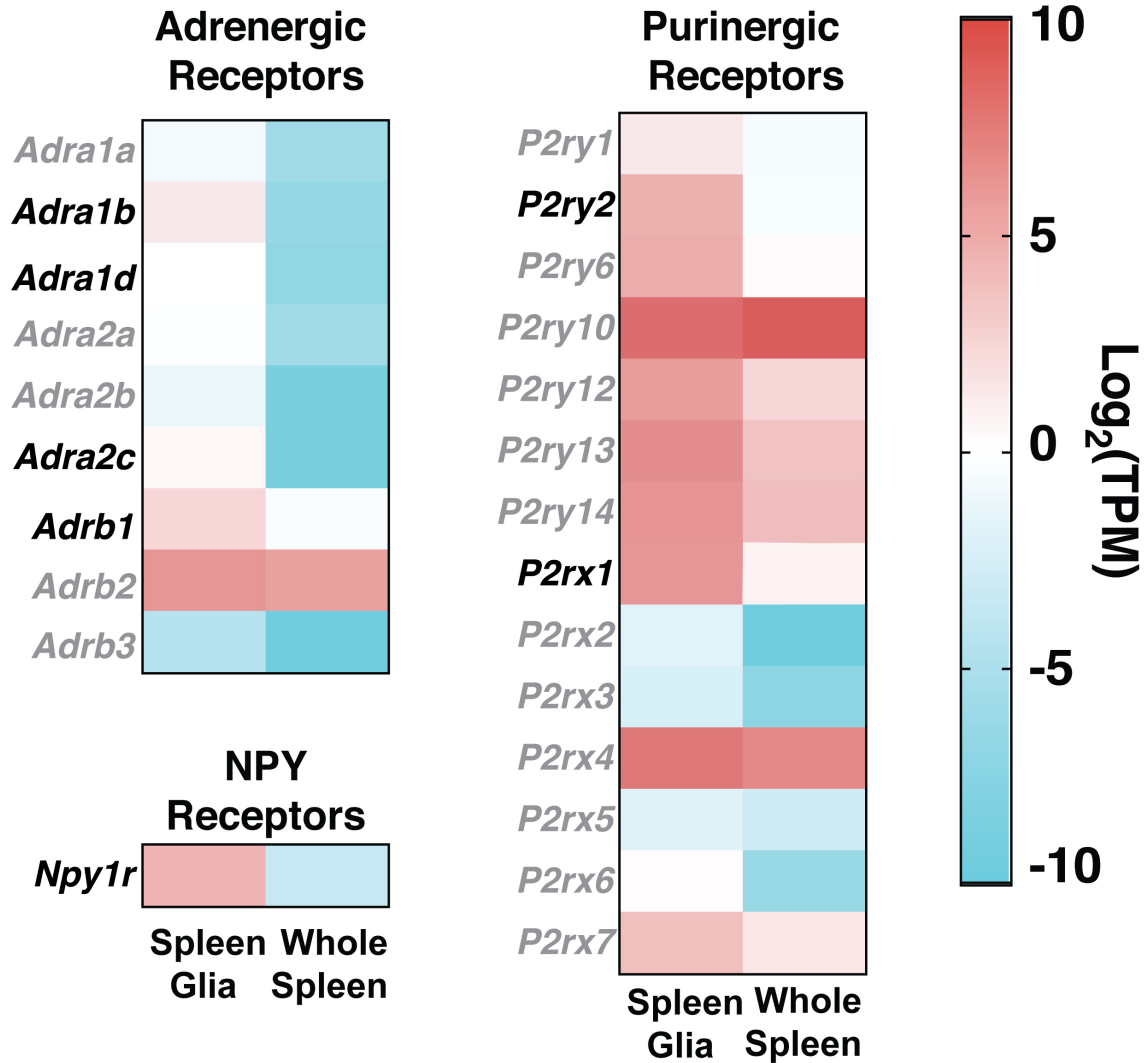 Adrenergic
Receptors
Adra1a
Adra1b
Adra1d
Adra2a
Adra2b
Adra2c
Adrb1
Adrb2
Adrb3
NPY
Receptors
Npy1r
Spleen Whole
Glia Spleen
Purinergic
Receptors
P2ry1
P2ry2
P2ry6
P2ry10
P2ry12
P2ry13
P2ry14
P2rx1
P2rx2
P2rx3
P2rx4
P2rx5
P2rx6
P2rx7
Spleen Whole
Glia Spleen
10
5
0
-5
-10
Log₂(TPM)